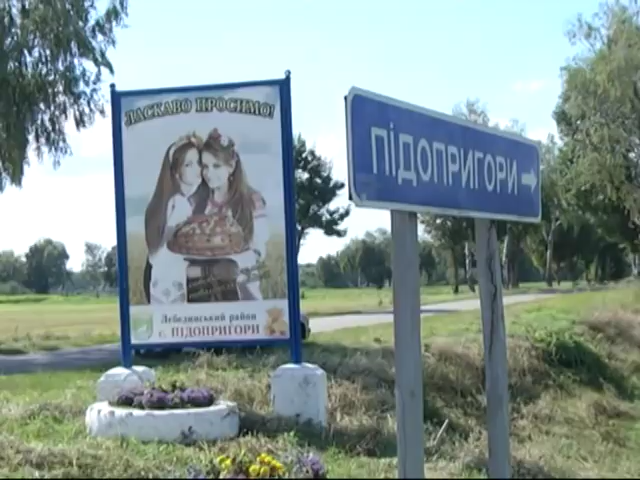 ЛАСКАВО ПРОСИМО!
Лебединський район
с. ПІДОПРИГОРИ
ПІДОПРИГОРИ →